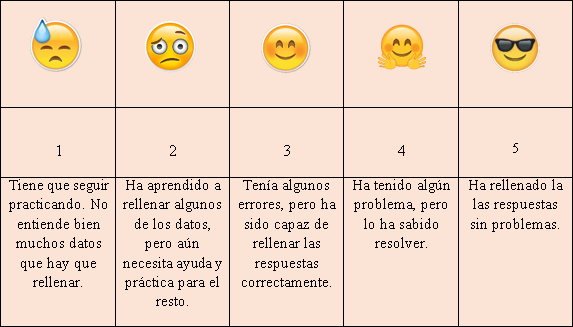 1
2
3
4
5
Tiene que seguir
practicando. No
entiende bien
muchos datos
que hay que
rellenar.
Ha aprendido a
rellenar algunos
de los datos,
pero aún
necesita ayuda y
práctica para el
resto.
Tenía algunos
errores, pero ha
sido capaz de
rellenar las
respuestas
correctamente.
Ha tenido algún
problema, pero
lo ha sabido
resolver.
Ha rellenado la
las respuestas
sin problemas.